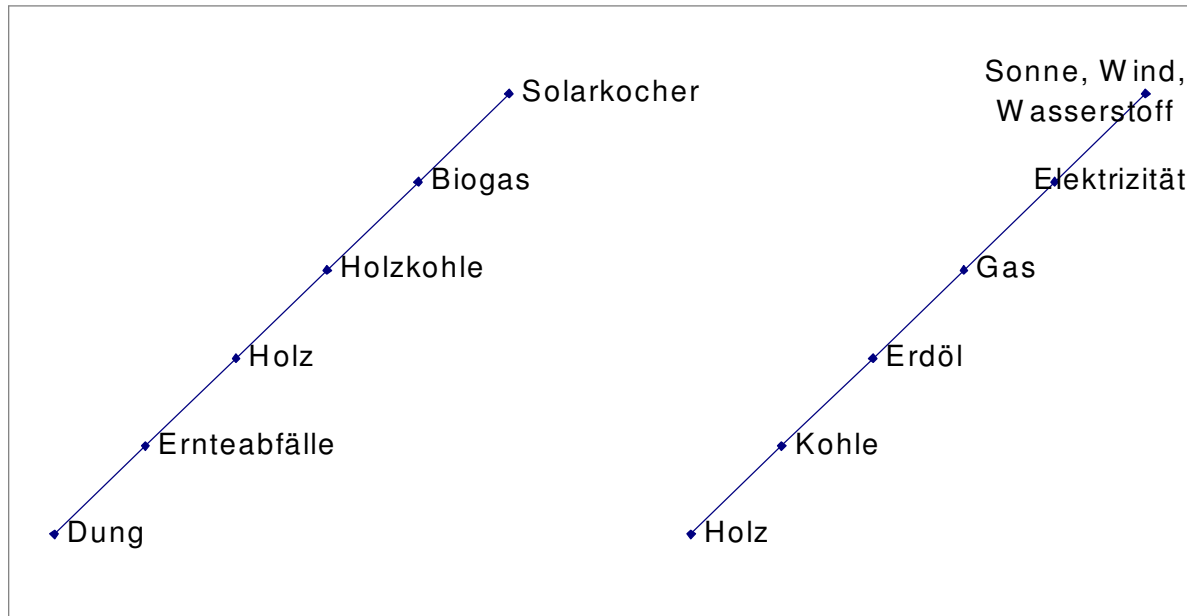 Solarkocher
Biogas
Holzkohle
Holz
Ernteabfälle
Dung
Sonne, Wind,
Wasserstoff
Elektrizität
Gas
Erdöl
Kohle
Holz